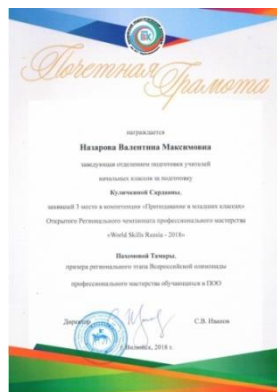 Почетная Грамота
награждается
Назарова Валентина Максимовна
заведующая отделением подготовки учителей
начальных классов за подготовку
Куличкиной Сарданы,
занявшей 3 место в компетенции «Преподавание в младших классах»
Открытого Регионального чемпионата профессионального мастерства
«World Skills Russia - 2018»
Пахомовой Тамары,
призера регионального этапа Всероссийской олимпиады
профессионального мастерства обучающихся в ПОО
Директор С.В. Иванов
г. Вилюйск, 2018 г.